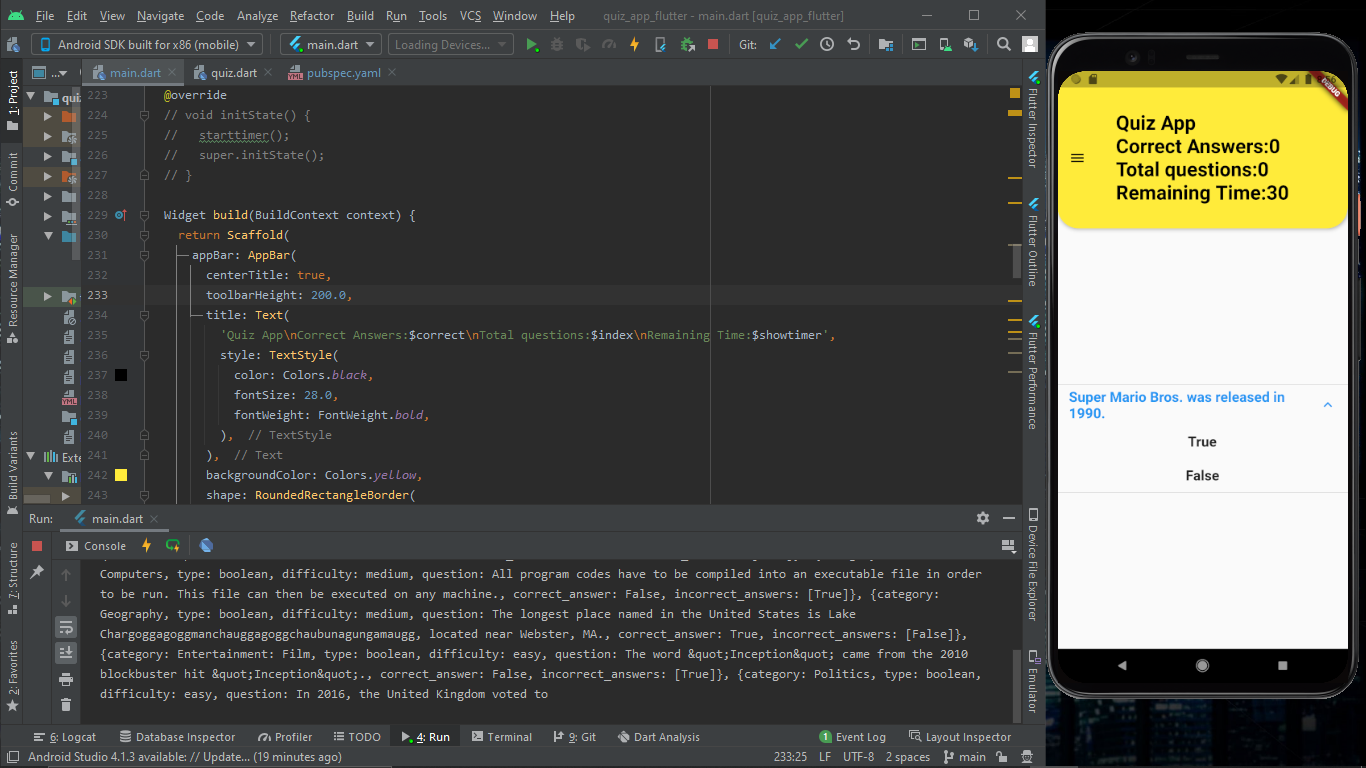 File Edit View Navigate Code Analyze Refactor Build Run Tools VCS Window Help quiz_app_flutter - main.dart [quiz_app_flutter]
Android SDK built for x86 (mobile) main.dart Loading Devices... Git:
...
main.dart quiz.dart pubspec.yaml
1: Project
Commit
Resource Manager
Build Variants
7: Structure
2: Favorites
quiz
Exte
223 @override
224 // void initState() {
225 //   starttimer();
226 //   super.initState();
227 // }
228
229 Widget build(BuildContext context) {
230 return Scaffold(
231 appBar: AppBar(
232 centerTitle: true,
233 toolbarHeight: 200.0,
234 title: Text(
235 'Quiz App\nCorrect Answers:$correct\nTotal questions:$index\nRemaining Time:$showtimer',
236 style: TextStyle(
237 color: Colors.black,
238 fontSize: 28.0,
239 fontWeight: FontWeight.bold,
240 ), // TextStyle
241 ), // Text
242 backgroundColor: Colors.yellow,
243 shape: RoundedRectangleBorder(
Flutter Inspector
Flutter Outline
Flutter Performance
Device File Explorer
Emulator
Run: main.dart
Console
Computers, type: boolean, difficulty: medium, question: All program codes have to be compiled into an executable file in order
to be run. This file can then be executed on any machine., correct_answer: False, incorrect_answers: [True]}, {category:
Geography, type: boolean, difficulty: medium, question: The longest place named in the United States is Lake
Chargoggagoggmanchauggagoggchaubunagungamaugg, located near Webster, MA., correct_answer: True, incorrect_answers: [False]},
{category: Entertainment: Film, type: boolean, difficulty: easy, question: The word &quot;Inception&quot; came from the 2010
blockbuster hit &quot;Inception&quot;., correct_answer: False, incorrect_answers: [True]}, {category: Politics, type: boolean,
difficulty: easy, question: In 2016, the United Kingdom voted to
6: Logcat Database Inspector Profiler TODO 4: Run Terminal 9: Git Dart Analysis 1 Event Log Layout Inspector
Android Studio 4.1.3 available: // Update... (19 minutes ago) 233:25 LF UTF-8 2 spaces main
DEBUG
Quiz App
Correct Answers:0
Total questions:0
Remaining Time:30
Super Mario Bros. was released in
1990.
True
False